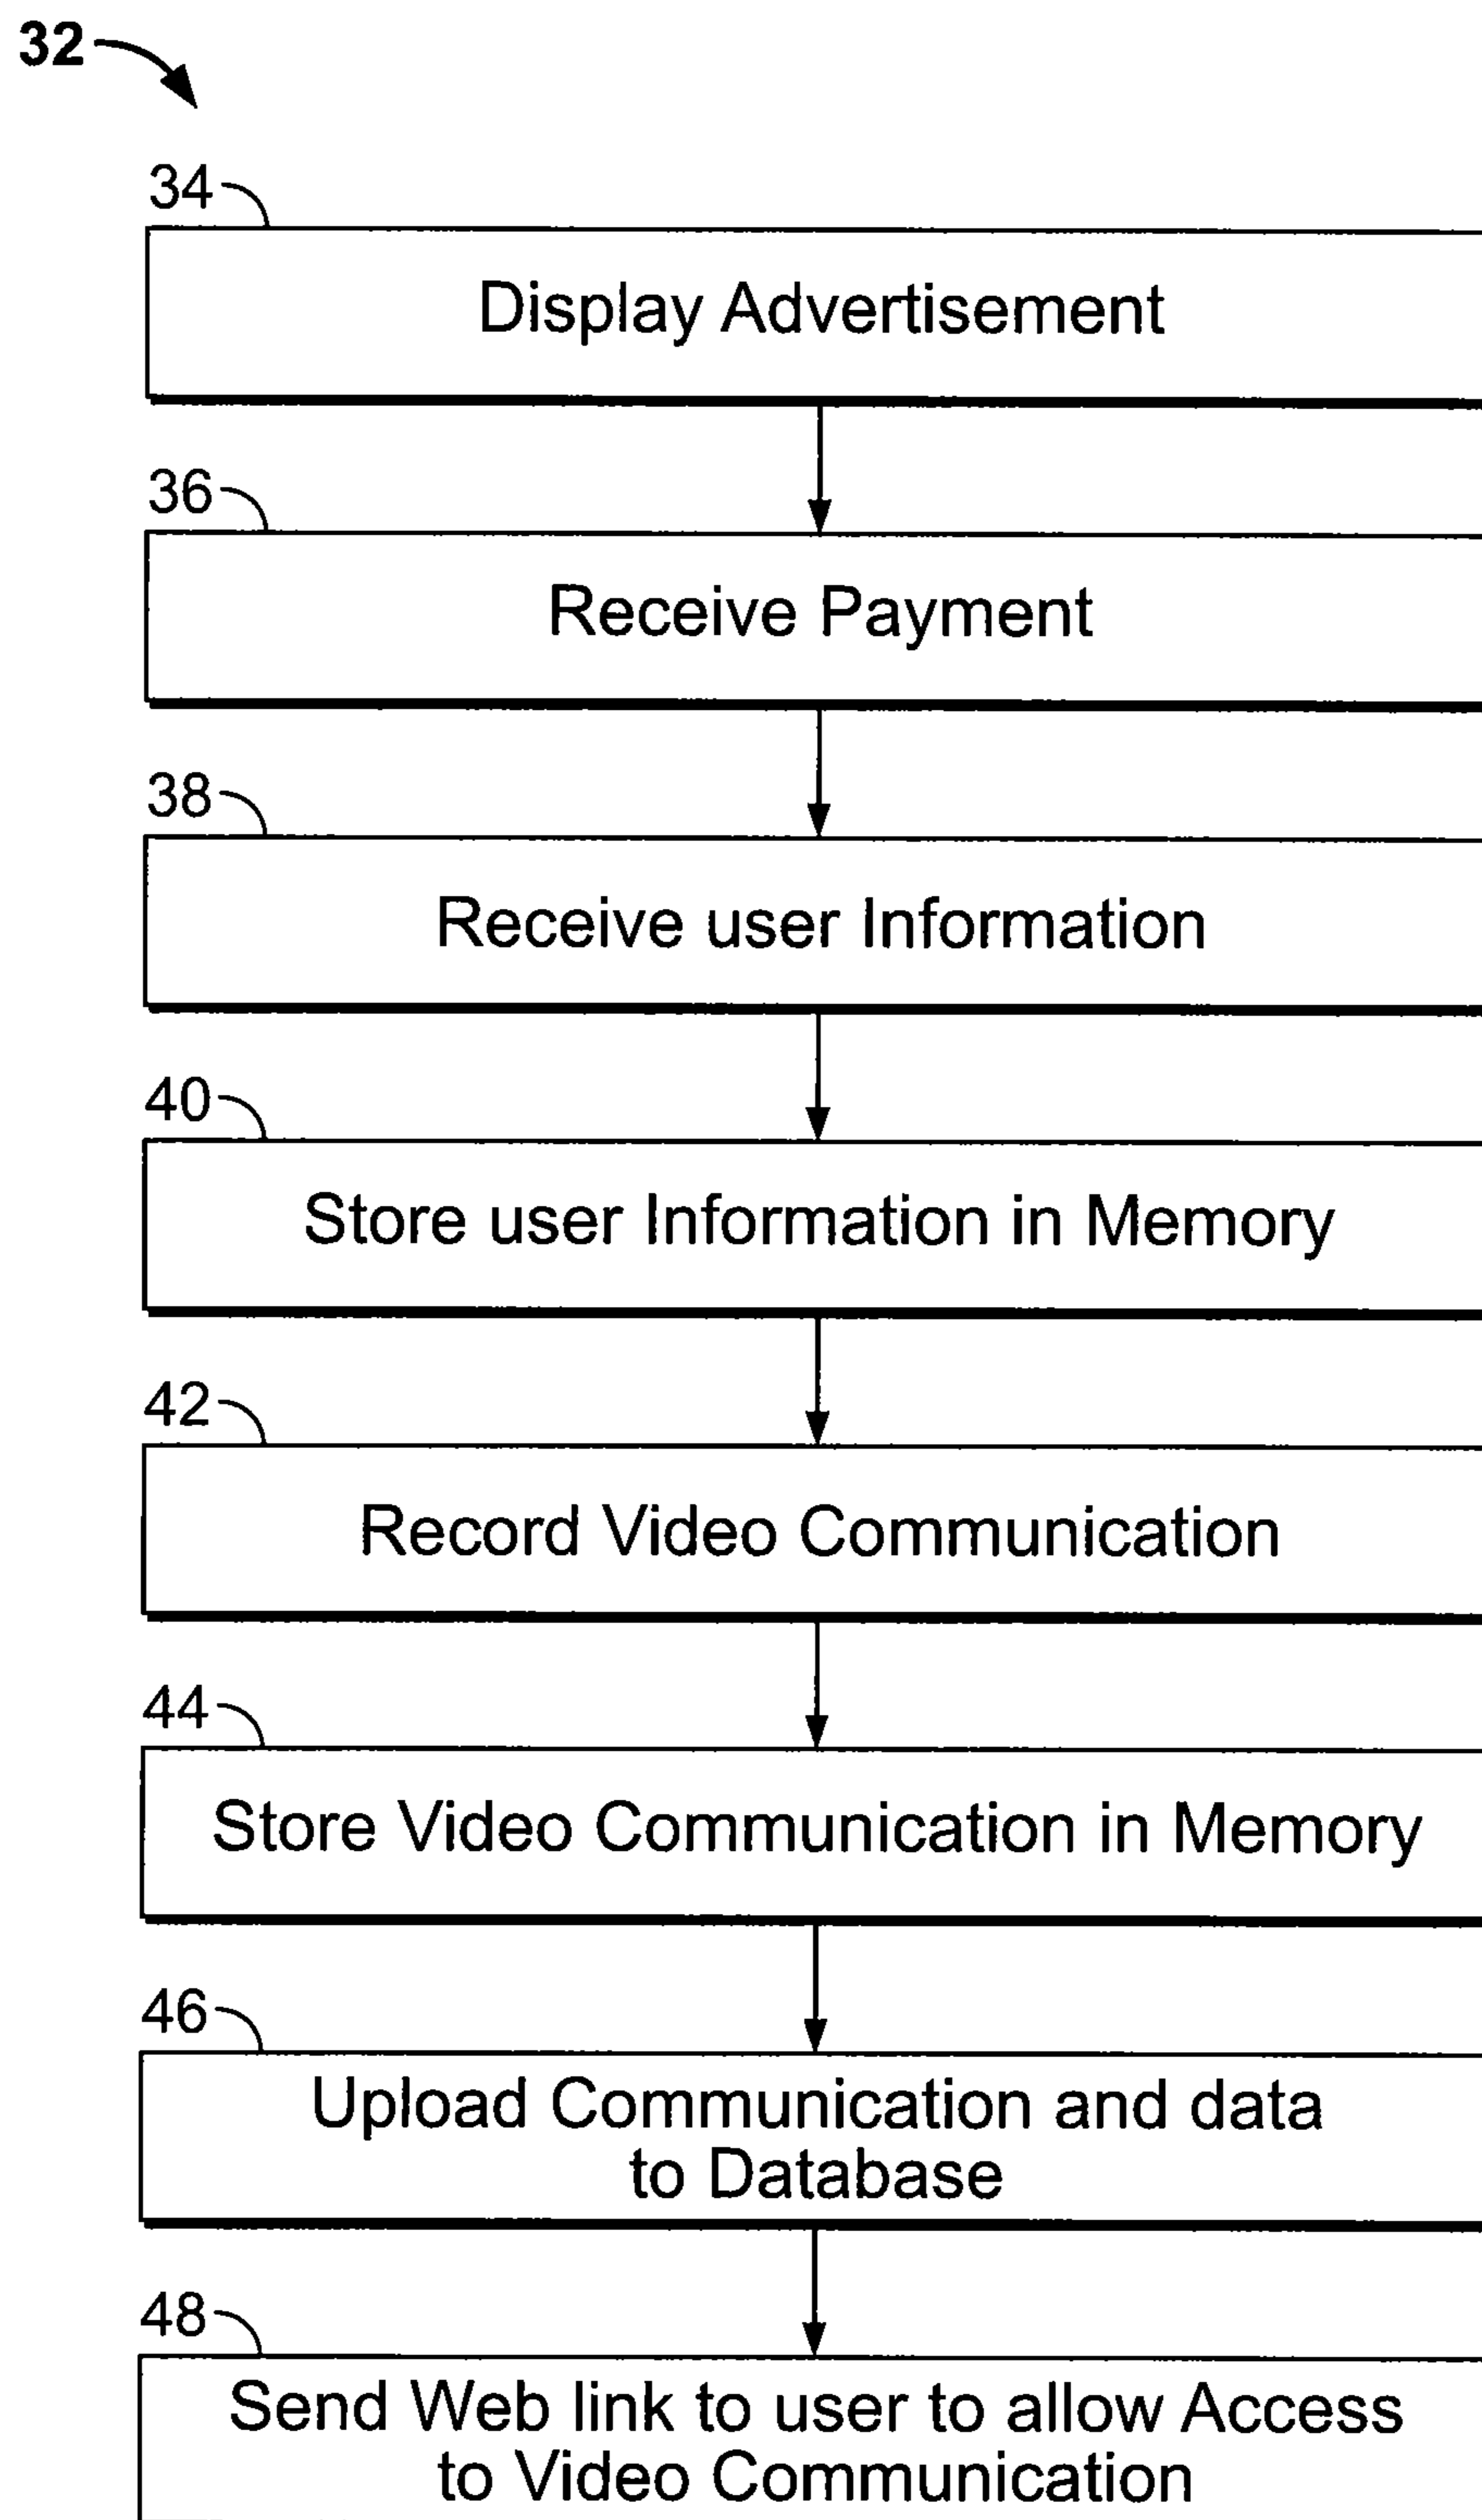 32
34
Display Advertisement
36
Receive Payment
38
Receive user Information
40
Store user Information in Memory
42
Record Video Communication
44
Store Video Communication in Memory
46
Upload Communication and data
to Database
48
Send Web link to user to allow Access
to Video Communication